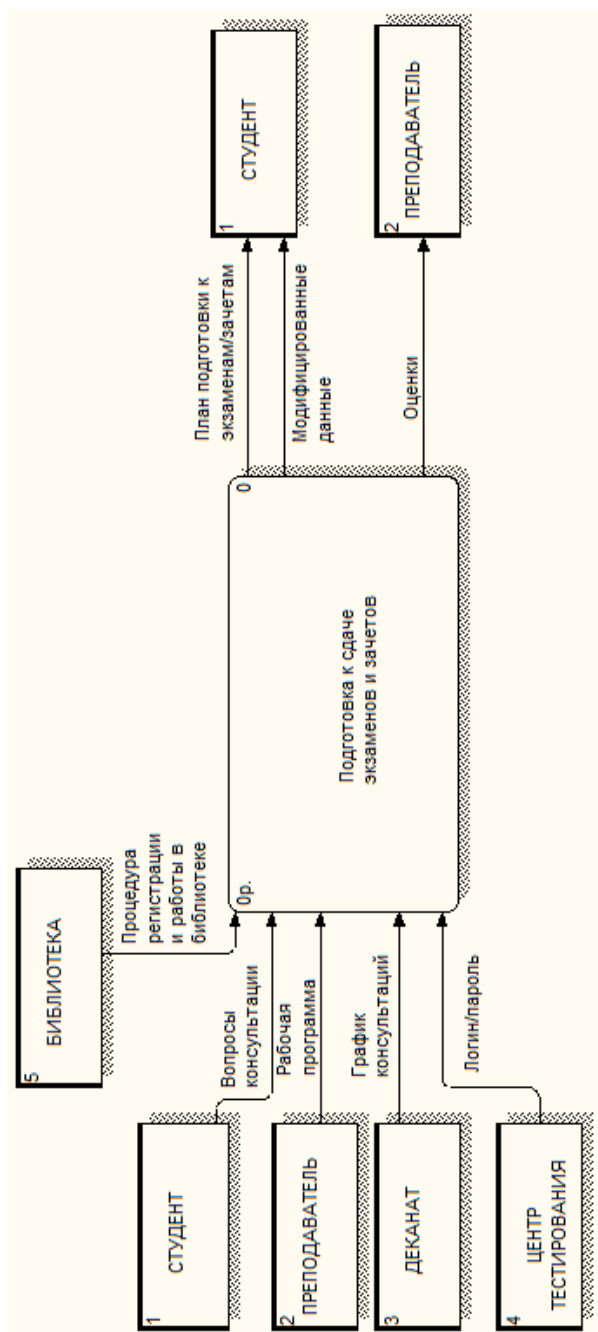 5
БИБЛИОТЕКА
Процедура
регистрации
и работы в
библиотеке
1
СТУДЕНТ
Вопросы
консультации
2
ПРЕПОДАВАТЕЛЬ
Рабочая
программа
3
ДЕКАНАТ
График
консультаций
4
ЦЕНТР
ТЕСТИРОВАНИЯ
Логин/пароль
0р.
0
Подготовка к сдаче
экзаменов и зачетов
План подготовки к
экзаменам/зачетам
Модифицированные
данные
1
СТУДЕНТ
Оценки
2
ПРЕПОДАВАТЕЛЬ